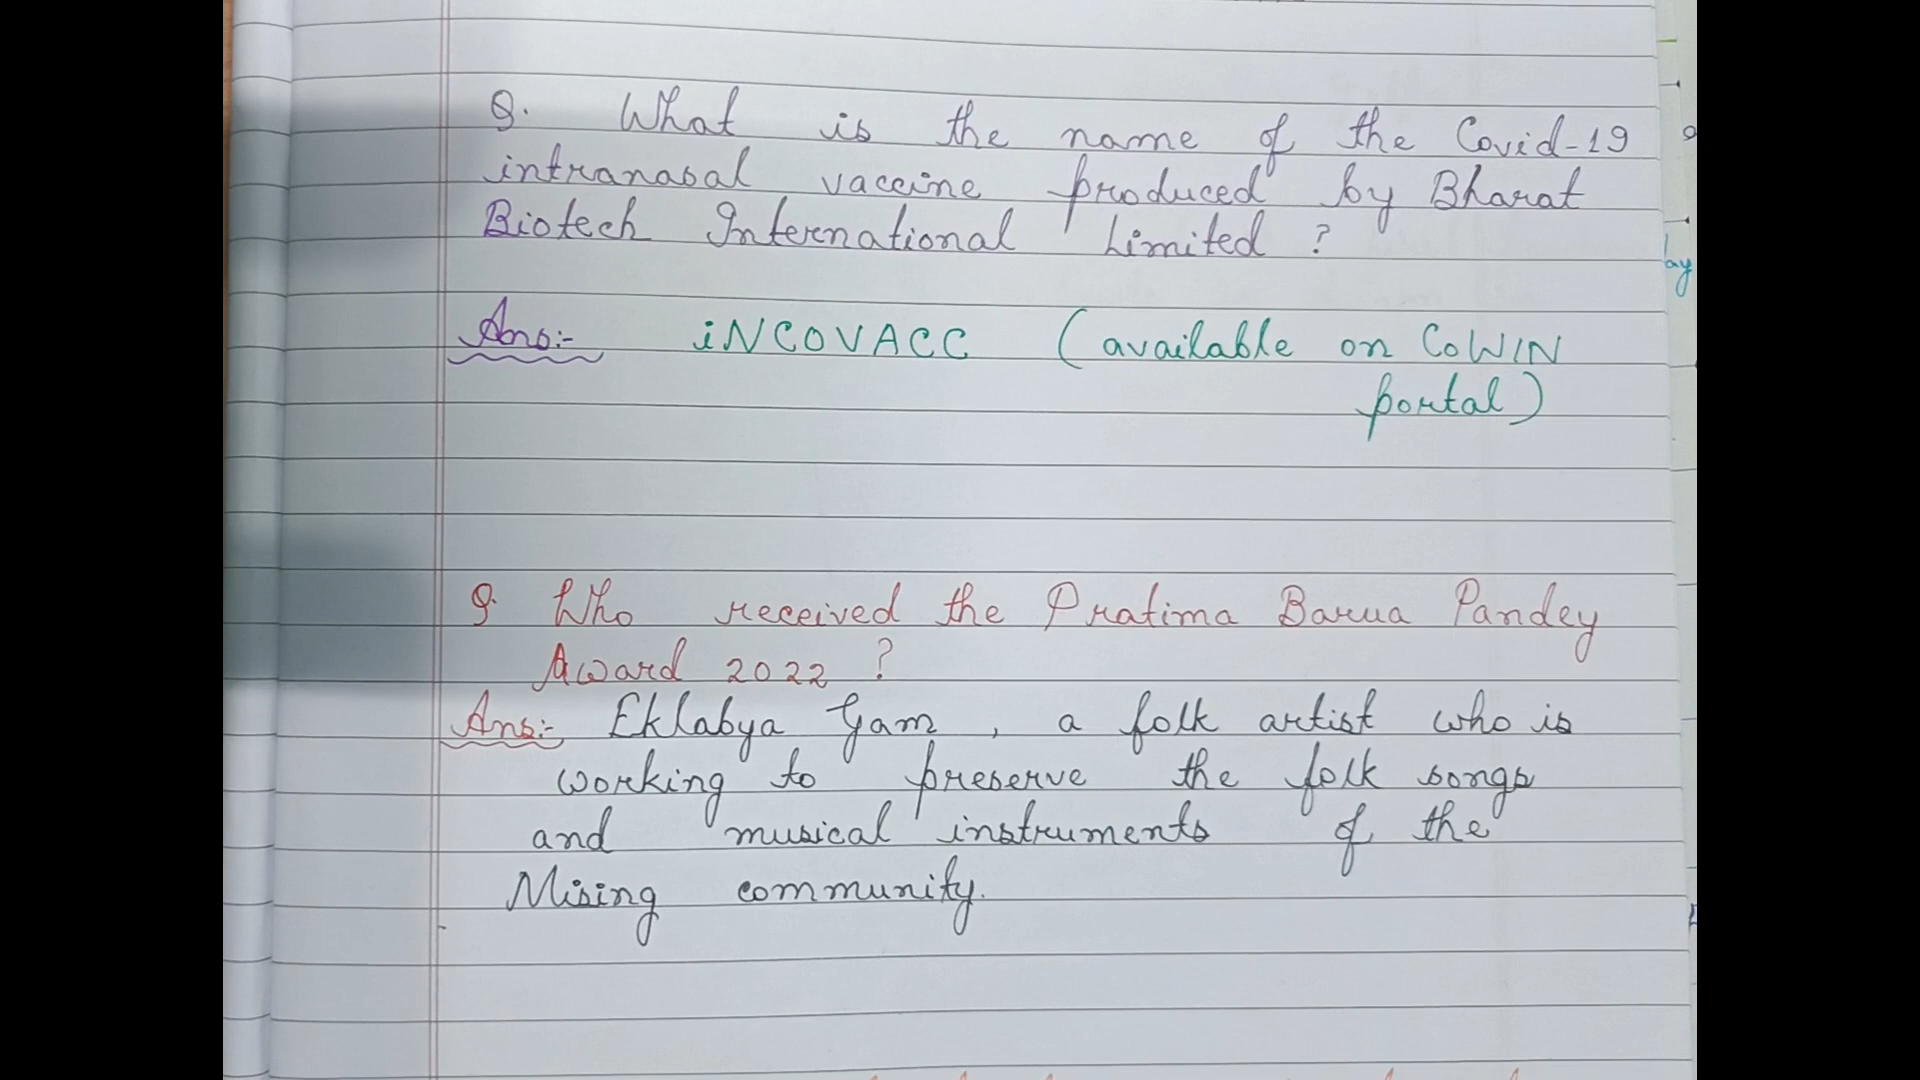 Q. What is the name of the Covid-19
intranasal vaccine produced by Bharat
Biotech International Limited ?
Ans:- iNCOVACC (available on CoWIN
portal)
Q. Who received the Pratima Barua Pandey
Award 2022 ?
Ans:- Eklabya Gam , a folk artist who is
working to preserve the folk songs
and musical instruments of the
Mising community.
ay